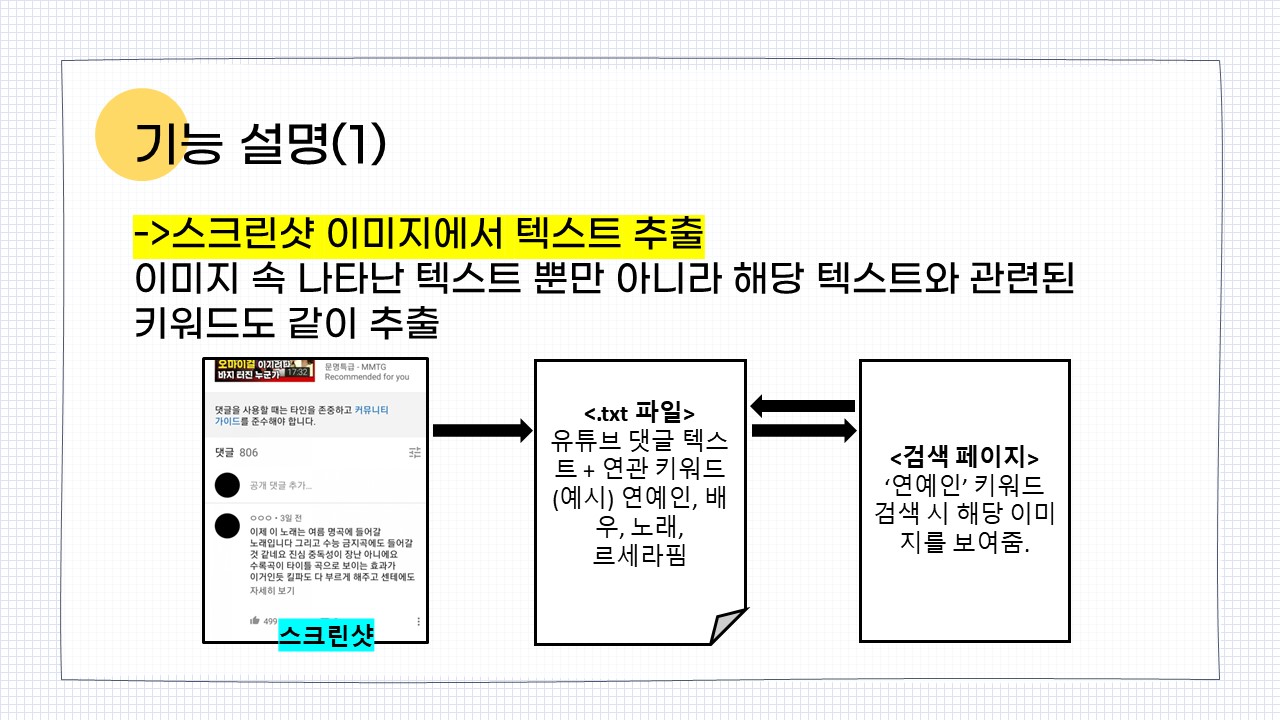 기능 설명(1)
->스크린샷 이미지에서 텍스트 추출
이미지 속 나타난 텍스트 뿐만 아니라 해당 텍스트와 관련된
키워드도 같이 추출
오마이걸
바지 터진 누군가
17:32
문명특급 - MMTG
Recommended for you
댓글을 사용할 때는 타인을 존중하고 커뮤니티
가이드를 준수해야 합니다.
댓글 806
공개 댓글 추가...
ㅇㅇㅇ • 3일 전
이제 이 노래는 여름 명곡에 들어갈
노래입니다 그리고 수능 금지곡에도 들어갈
것 같네요 진심 중독성이 장난 아니에요
수록곡이 타이틀 곡으로 보이는 효과가
이거인듯 킬파도 다 부르게 해주고 센테에도
자세히 보기
499
스크린샷
<.txt 파일>
유튜브 댓글 텍스
트 + 연관 키워드
(예시) 연예인, 배
우, 노래,
르세라핌
<검색 페이지>
‘연예인’ 키워드
검색 시 해당 이미
지를 보여줌.